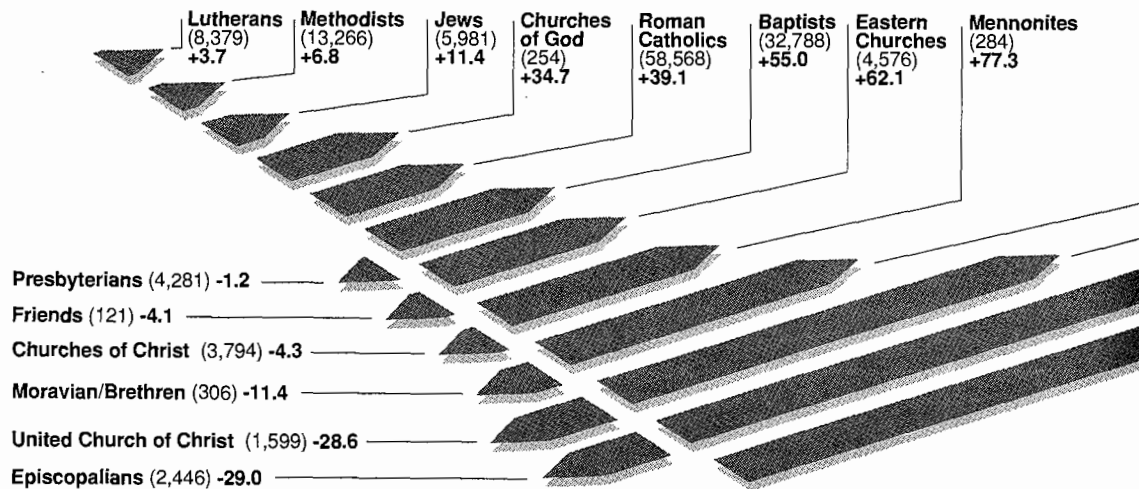 Lutherans
(8,379)
+3.7
Methodists
(13,266)
+6.8
Jews
(5,981)
+11.4
Churches
of God
(254)
+34.7
Roman
Catholics
(58,568)
+39.1
Baptists
(32,788)
+55.0
Eastern
Churches
(4,576)
+62.1
Mennonites
(284)
+77.3
Presbyterians (4,281) -1.2
Friends (121) -4.1
Churches of Christ (3,794) -4.3
Moravian/Brethren (306) -11.4
United Church of Christ (1,599) -28.6
Episcopalians (2,446) -29.0